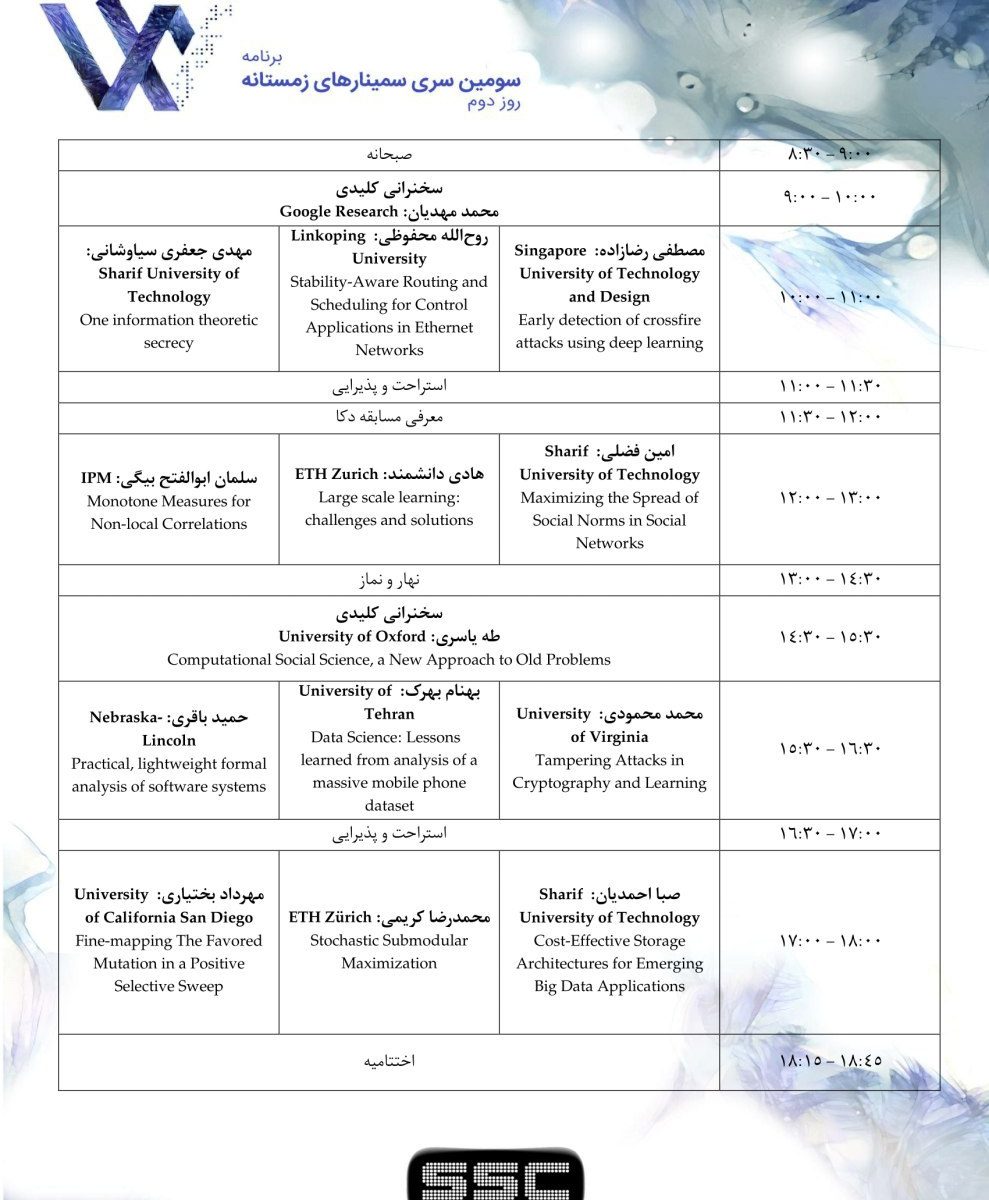 برنامه
سومین سری سمینارهای زمستانه
روز دوم
۸:۳۰ – ۹:۰۰
صبحانه
۹:۰۰ – ۱۰:۰۰
سخنرانی کلیدی
محمد مهدیان: Google Research
۱۰:۰۰ – ۱۱:۰۰
مصطفی رضازاده: Singapore
University of Technology
and Design
Early detection of crossfire
attacks using deep learning
روح‌الله محفوظی: Linkoping
University
Stability-Aware Routing and
Scheduling for Control
Applications in Ethernet
Networks
مهدی جعفری سیاوشانی:
Sharif University of
Technology
One information theoretic
secrecy
۱۱:۰۰ – ۱۱:۳۰
استراحت و پذیرایی
۱۱:۳۰ – ۱۲:۰۰
معرفی مسابقه دکا
۱۲:۰۰ – ۱۳:۰۰
امین فضلی: Sharif
University of Technology
Maximizing the Spread of
Social Norms in Social
Networks
هادی دانشمند: ETH Zurich
Large scale learning:
challenges and solutions
سلمان ابوالفتح بیگی: IPM
Monotone Measures for
Non-local Correlations
۱۳:۰۰ – ۱٤:۳۰
نهار و نماز
۱٤:۳۰ – ۱٥:۳۰
سخنرانی کلیدی
طه یاسری: University of Oxford
Computational Social Science, a New Approach to Old Problems
۱٥:۳۰ – ۱٦:۳۰
محمد محمودی: University
of Virginia
Tampering Attacks in
Cryptography and Learning
بهنام بهرک: University of
Tehran
Data Science: Lessons
learned from analysis of a
massive mobile phone
dataset
حمید باقری: Nebraska-
Lincoln
Practical, lightweight formal
analysis of software systems
۱٦:۳۰ – ۱۷:۰۰
استراحت و پذیرایی
۱۷:۰۰ – ۱۸:۰۰
صبا احمدیان: Sharif
University of Technology
Cost-Effective Storage
Architectures for Emerging
Big Data Applications
محمدرضا کریمی: ETH Zürich
Stochastic Submodular
Maximization
مهرداد بختیاری: University
of California San Diego
Fine-mapping The Favored
Mutation in a Positive
Selective Sweep
۱۸:۱٥ – ۱۸:٤٥
اختتامیه
SSC